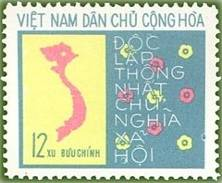 VIỆT NAM DÂN CHỦ CỘNG HÒA
ĐỘC
LẬP
THỐNG
NHẤT
CHỦ
NGHĨA
XÃ
HỘI
12 XU BƯU CHÍNH